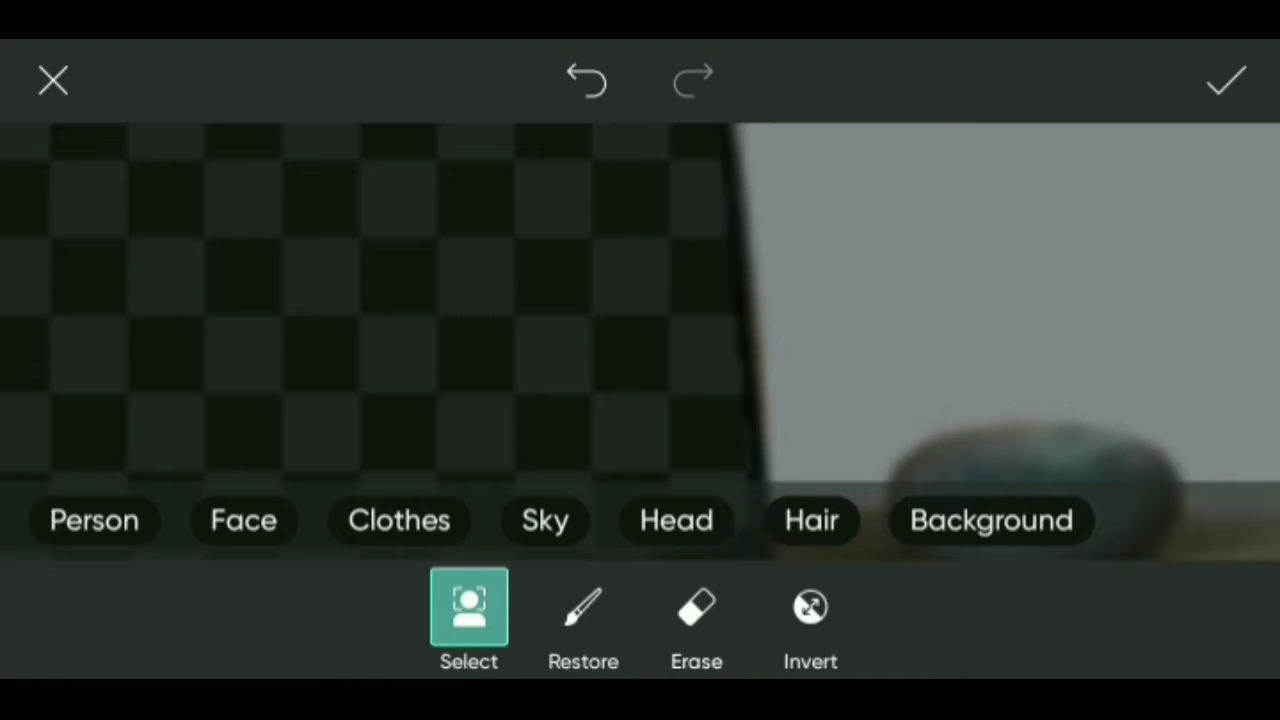 Person Face Clothes Sky Head Hair Background
Select Restore Erase Invert